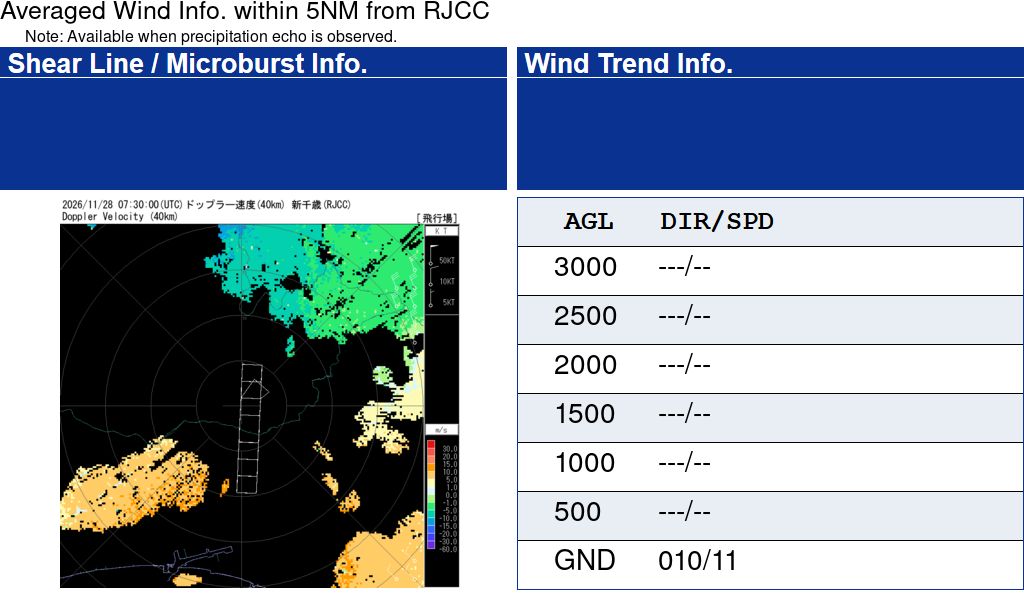 Averaged Wind Info. within 5NM from RJCC
Note: Available when precipitation echo is observed.
Shear Line / Microburst Info.
Wind Trend Info.
2026/11/28 07:30:00(UTC) ドップラー速度(40km) 新千歳(RJCC)
Doppler Velocity (40km)
[飛行場]
KT
50KT
10KT
5KT
m/s
30.0
20.0
15.0
10.0
5.0
1.0
0.0
-1.0
-5.0
-10.0
-15.0
-20.0
-30.0
-60.0
AGL DIR/SPD
3000 ---/--
2500 ---/--
2000 ---/--
1500 ---/--
1000 ---/--
500 ---/--
GND 010/11